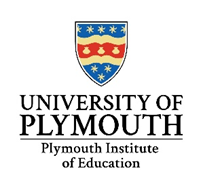 UNIVERSITY OF
PLYMOUTH
Plymouth Institute
of Education